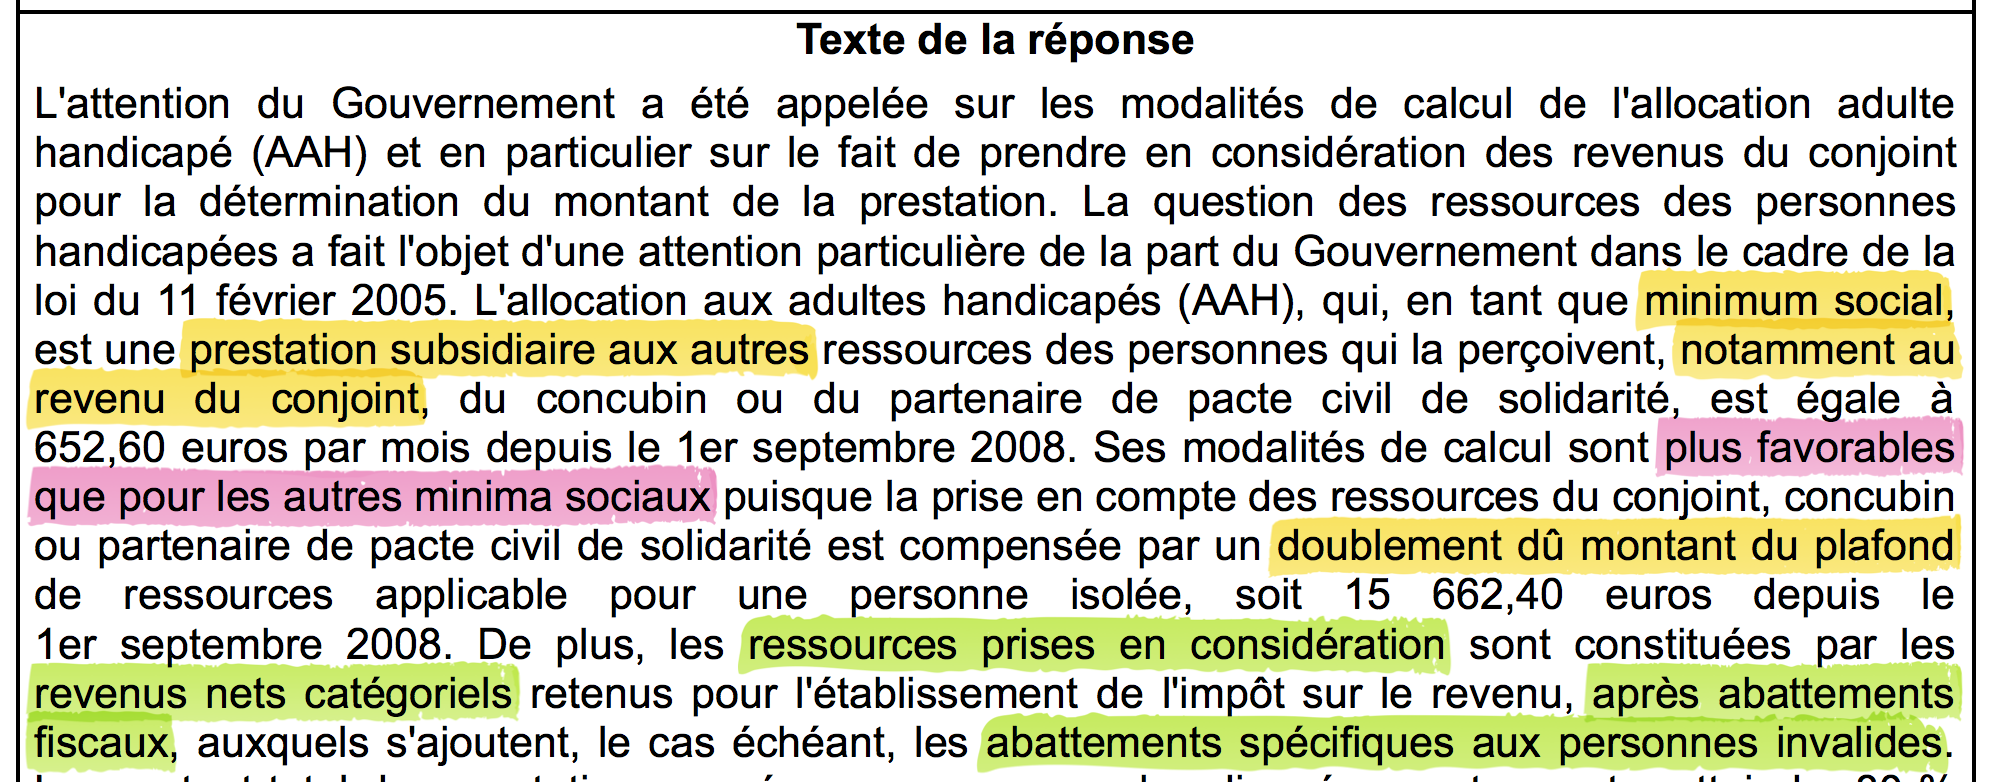 Texte de la réponse
L'attention du Gouvernement a été appelée sur les modalités de calcul de l'allocation adulte
handicapé (AAH) et en particulier sur le fait de prendre en considération des revenus du conjoint
pour la détermination du montant de la prestation. La question des ressources des personnes
handicapées a fait l'objet d'une attention particulière de la part du Gouvernement dans le cadre de la
loi du 11 février 2005. L'allocation aux adultes handicapés (AAH), qui, en tant que minimum social,
est une prestation subsidiaire aux autres ressources des personnes qui la perçoivent, notamment au
revenu du conjoint, du concubin ou du partenaire de pacte civil de solidarité, est égale à
652,60 euros par mois depuis le 1er septembre 2008. Ses modalités de calcul sont plus favorables
que pour les autres minima sociaux puisque la prise en compte des ressources du conjoint, concubin
ou partenaire de pacte civil de solidarité est compensée par un doublement dû montant du plafond
de ressources applicable pour une personne isolée, soit 15 662,40 euros depuis le
1er septembre 2008. De plus, les ressources prises en considération sont constituées par les
revenus nets catégoriels retenus pour l'établissement de l'impôt sur le revenu, après abattements
fiscaux, auxquels s'ajoutent, le cas échéant, les abattements spécifiques aux personnes invalides.